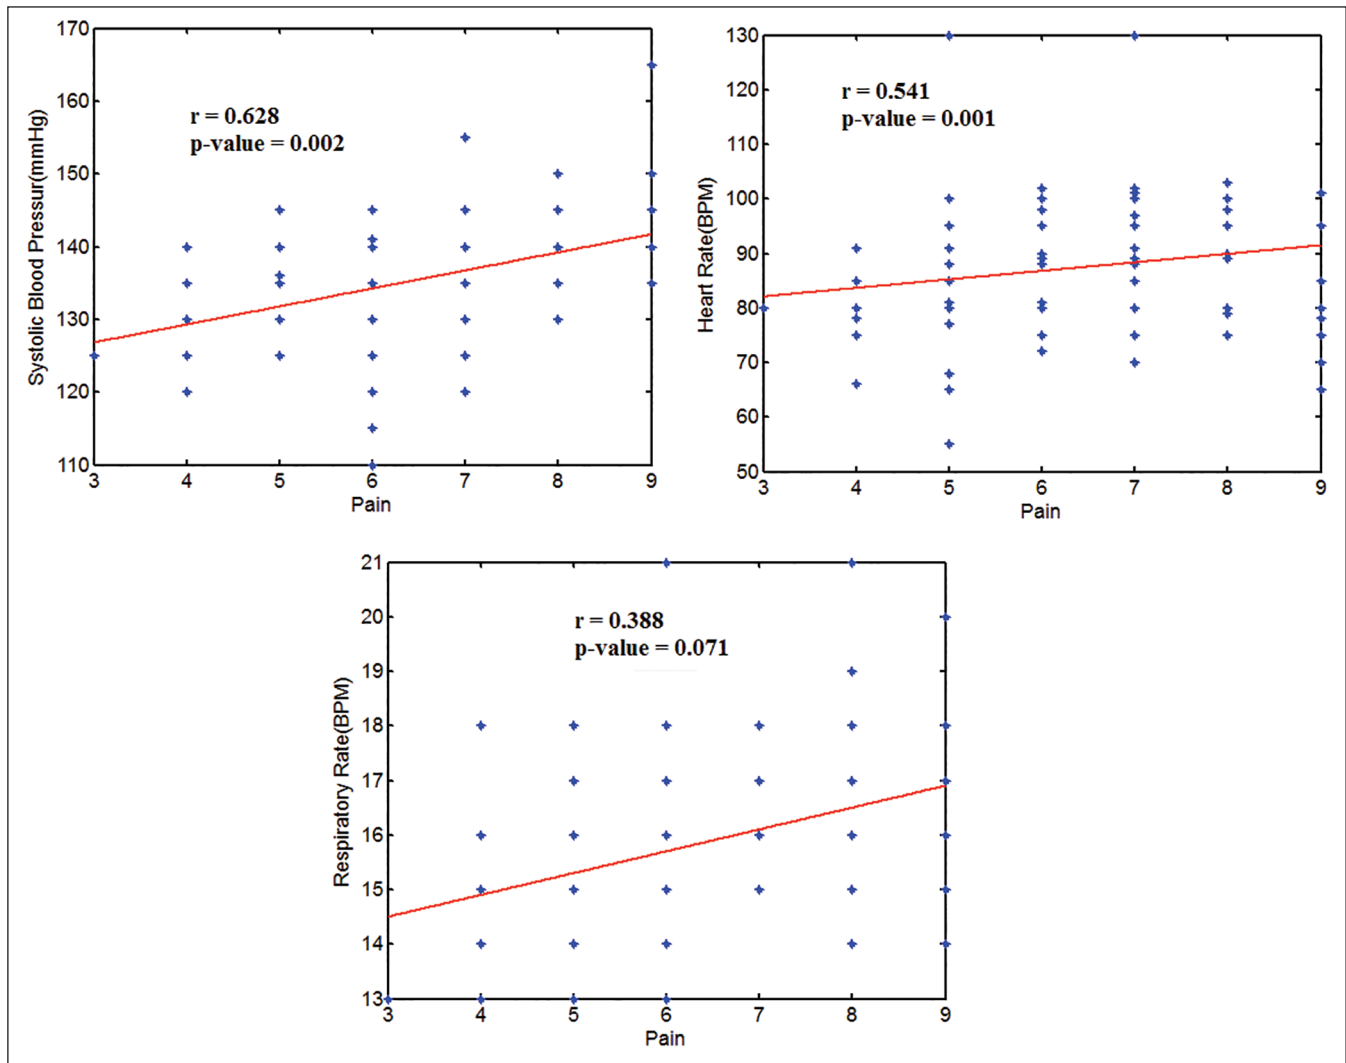 170
160
150
140
130
120
110
Systolic Blood Pressur(mmHg)
r = 0.628
p-value = 0.002
3 4 5 6 7 8 9
Pain
130
120
110
100
90
80
70
60
50
Heart Rate(BPM)
r = 0.541
p-value = 0.001
3 4 5 6 7 8 9
Pain
21
20
19
18
17
16
15
14
13
Respiratory Rate(BPM)
r = 0.388
p-value = 0.071
3 4 5 6 7 8 9
Pain